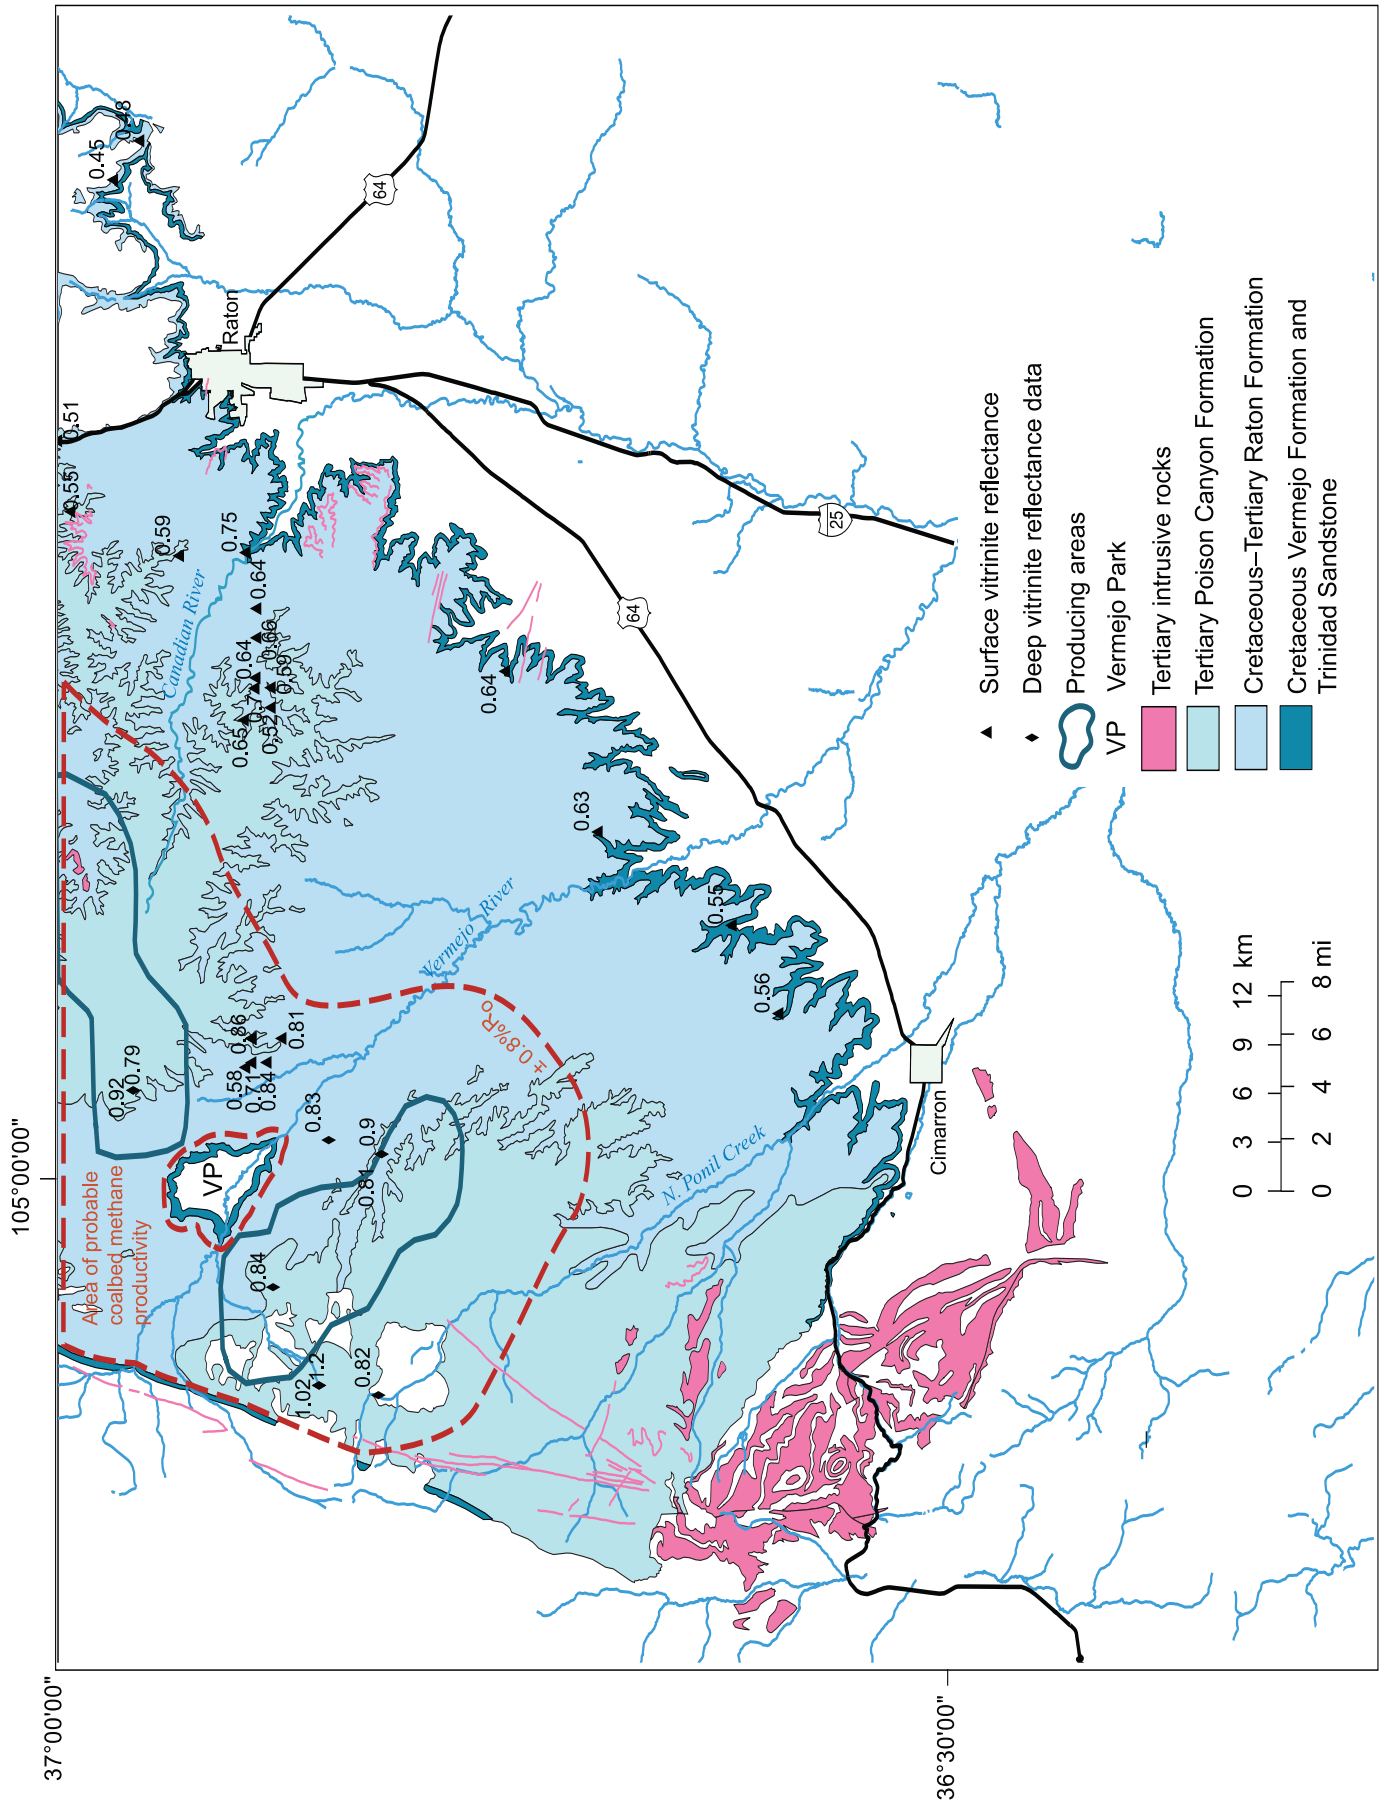 37°00'00"
105°00'00"
36°30'00"
Area of probable
coalbed methane
productivity
± 0.8%Ro
VP
0.92
0.79
0.58
0.71
0.84
0.86
0.81
0.83
0.9
0.81
0.84
1.02
1.2
0.82
0.55
0.51
0.45
0.48
0.59
0.75
0.64
0.66
0.64
0.7
0.59
0.65
0.52
0.64
0.63
0.55
0.56
Canadian River
Vermejo River
N. Ponil Creek
Raton
Cimarron
64
64
25
Surface vitrinite reflectance
Deep vitrinite reflectance data
Producing areas
VP Vermejo Park
Tertiary intrusive rocks
Tertiary Poison Canyon Formation
Cretaceous–Tertiary Raton Formation
Cretaceous Vermejo Formation and
Trinidad Sandstone
0 3 6 9 12 km
0 2 4 6 8 mi